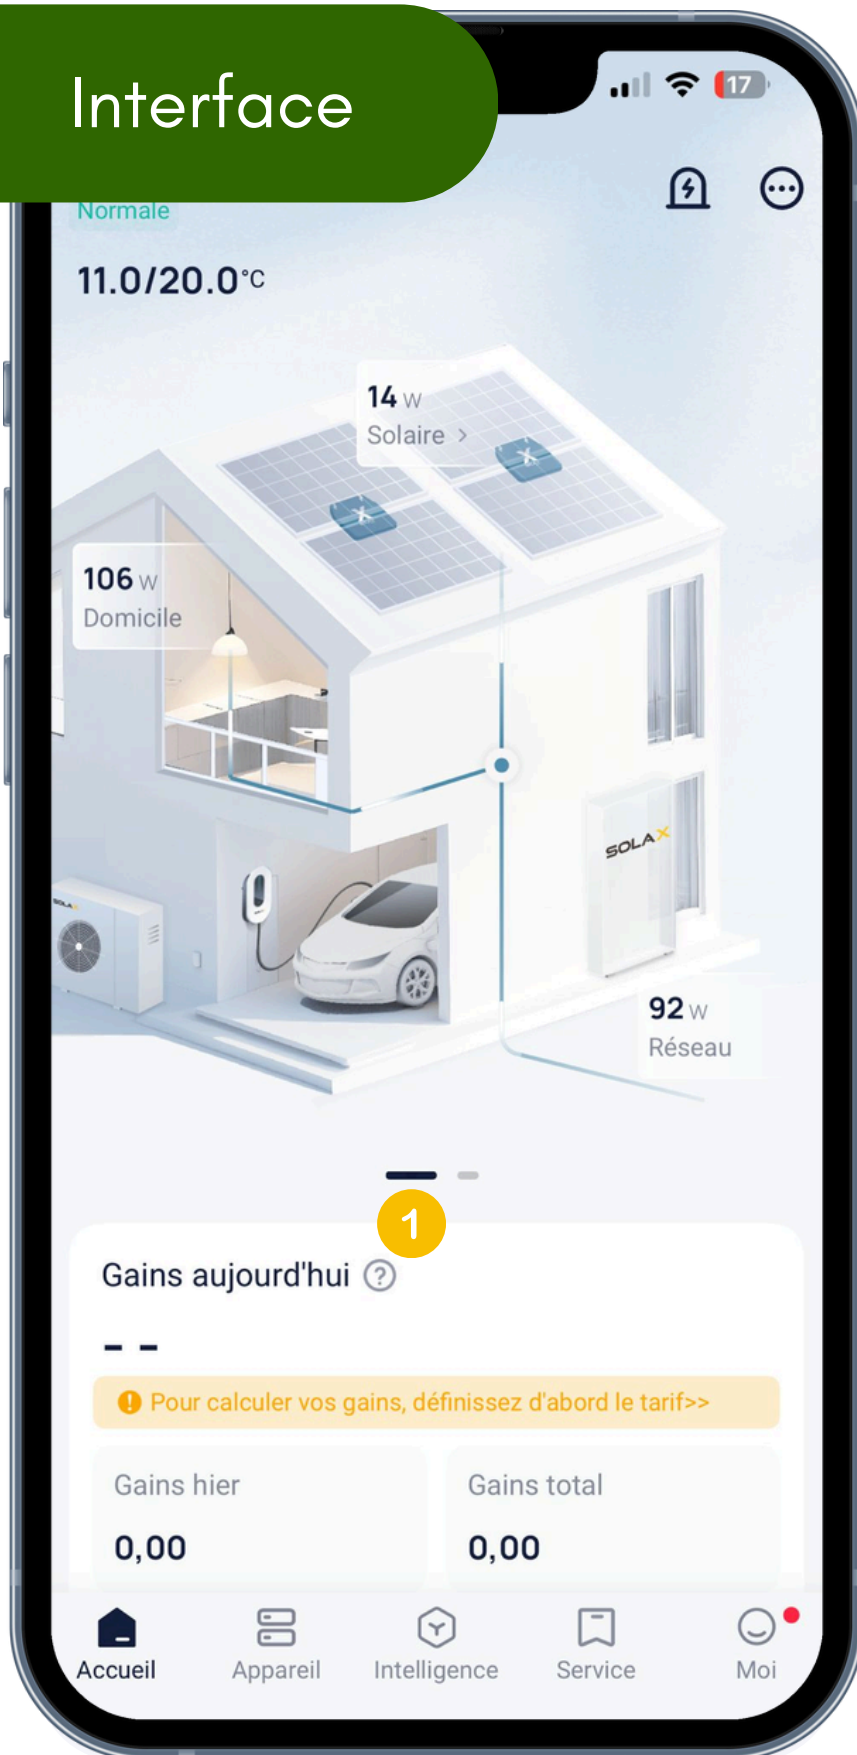 Interface
17
Normale
11.0/20.0°C
14 W
Solaire >
106 W
Domicile
SOLAX
SOLAX
92 W
Réseau
1
Gains aujourd'hui ?
- -
! Pour calculer vos gains, définissez d'abord le tarif>>
Gains hier
Gains total
0,00
0,00
Accueil
Appareil
Intelligence
Service
Moi